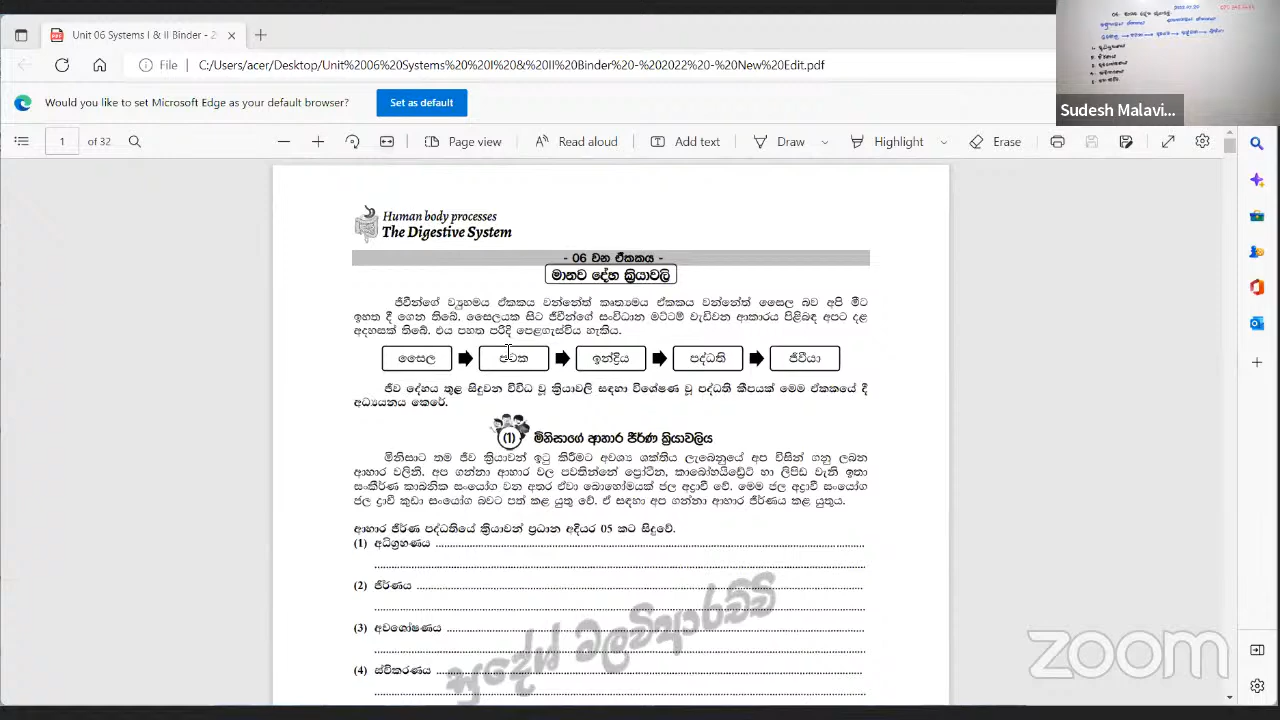 Unit 06 Systems I & II Binder - 20
File
C:/Users/acer/Desktop/Unit%2006%20Systems%20%20I%20&%20II%20Binder%20-%202022%20-%20New%20Edit.pdf
Would you like to set Microsoft Edge as your default browser?
Set as default
Sudesh Malavi...
1 of 32
Page view
Read aloud
Add text
Draw
Highlight
Erase
Human body processes
The Digestive System
- 06 වන ඒකකය -
මානව දේහ ක්‍රියාවලි
ජීවීන්ගේ ව්‍යුහමය ඒකකය වන්නේත් කෘත්‍යමය ඒකකය වන්නේත් සෛල බව අපි මීට
ඉහත දී ගෙන තිබේ. සෛලයක සිට ජීවීන්ගේ සංවිධාන මට්ටම් වැඩිවන ආකාරය පිළිබඳ අපට දළ
අදහසක් තිබේ. එය පහත පරිදි පෙළගැස්විය හැකිය.
සෛල
පටක
ඉන්ද්‍රිය
පද්ධති
ජීවියා
ජීව දේහය තුළ සිදුවන විවිධ වූ ක්‍රියාවලි සඳහා විශේෂණ වූ පද්ධති කීපයක් මෙම ඒකකයේ දී
අධ්‍යයනය කෙරේ.
(1) මිනිසාගේ ආහාර ජීර්ණ ක්‍රියාවලිය
මිනිසාට තම ජීව ක්‍රියාවන් ඉටු කිරීමට අවශ්‍ය ශක්තිය ලැබෙනුයේ අප විසින් ගනු ලබන
ආහාර වලිනි. අප ගන්නා ආහාර වල පවතින්නේ ප්‍රෝටීන, කාබෝහයිඩ්‍රේට් හා ලිපිඩ වැනි ඉතා
සංකීර්ණ කාබනික සංයෝග වන අතර ඒවා බොහෝමයක් ජල අද්‍රාවී වේ. මෙම ජල අද්‍රාවී සංයෝග
ජල ද්‍රාවී කුඩා සංයෝග බවට පත් කළ යුතු වේ. ඒ සඳහා අප ගන්නා ආහාර ජීර්ණය කළ යුතුය.
ආහාර ජීර්ණ පද්ධතියේ ක්‍රියාවන් ප්‍රධාන අදියර 05 කට සිදුවේ.
(1) අධිග්‍රහණය
(2) ජීර්ණය
(3) අවශෝෂණය
(4) ස්වීකරණය
සුදේශ් මලවිආරච්චි
zoom